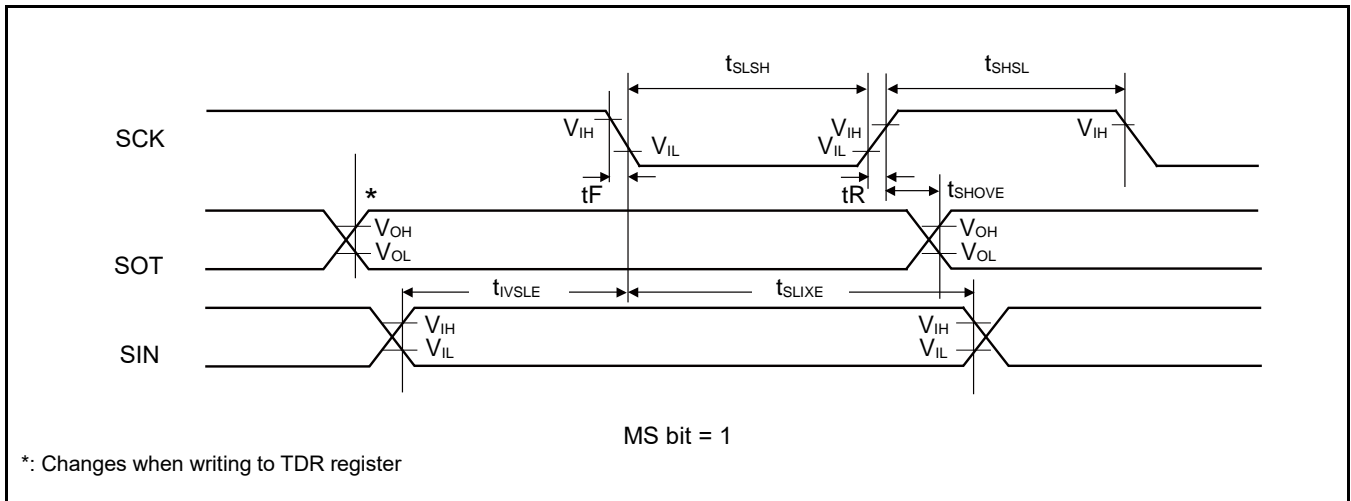 tSLSH
tSHSL
SCK
VIH
VIL
VIH
VIL
VIH
tF
tR
tSHOVE
*
SOT
VOH
VOL
VOH
VOL
tIVSLE
tSLIXE
SIN
VIH
VIL
VIH
VIL
MS bit = 1
*: Changes when writing to TDR register